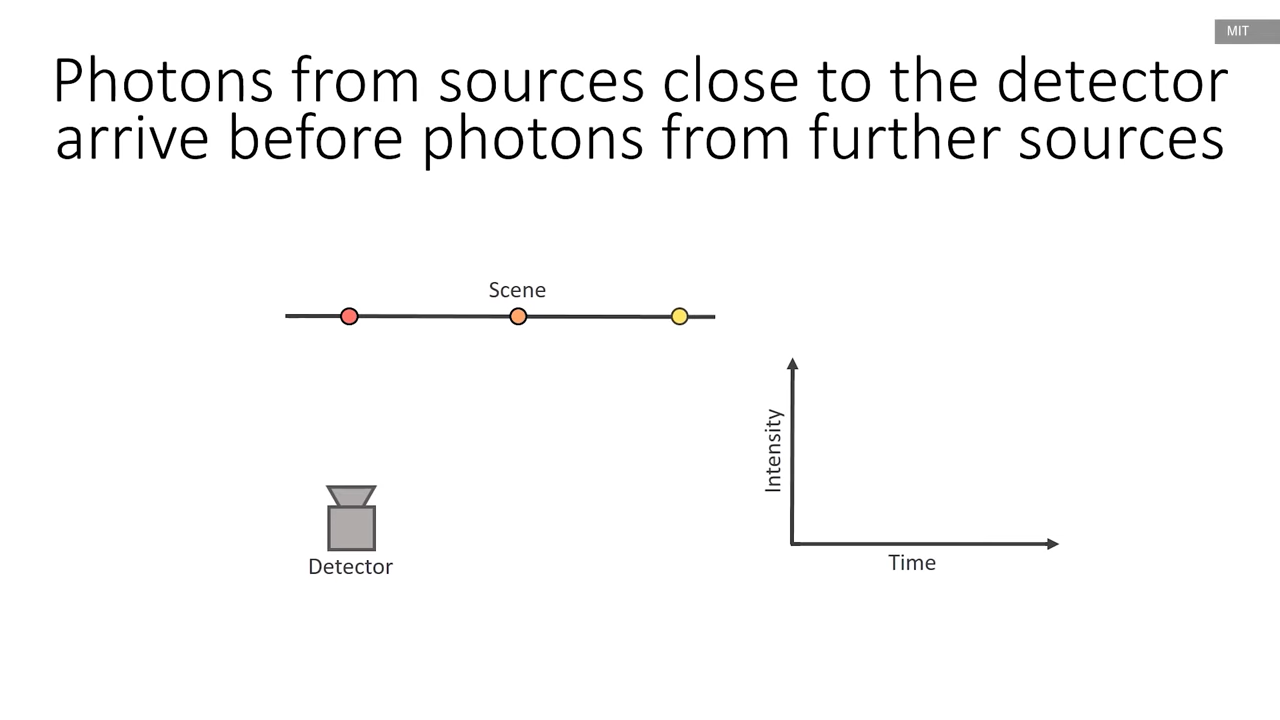 MIT
Photons from sources close to the detector
arrive before photons from further sources
Scene
Intensity
Time
Detector